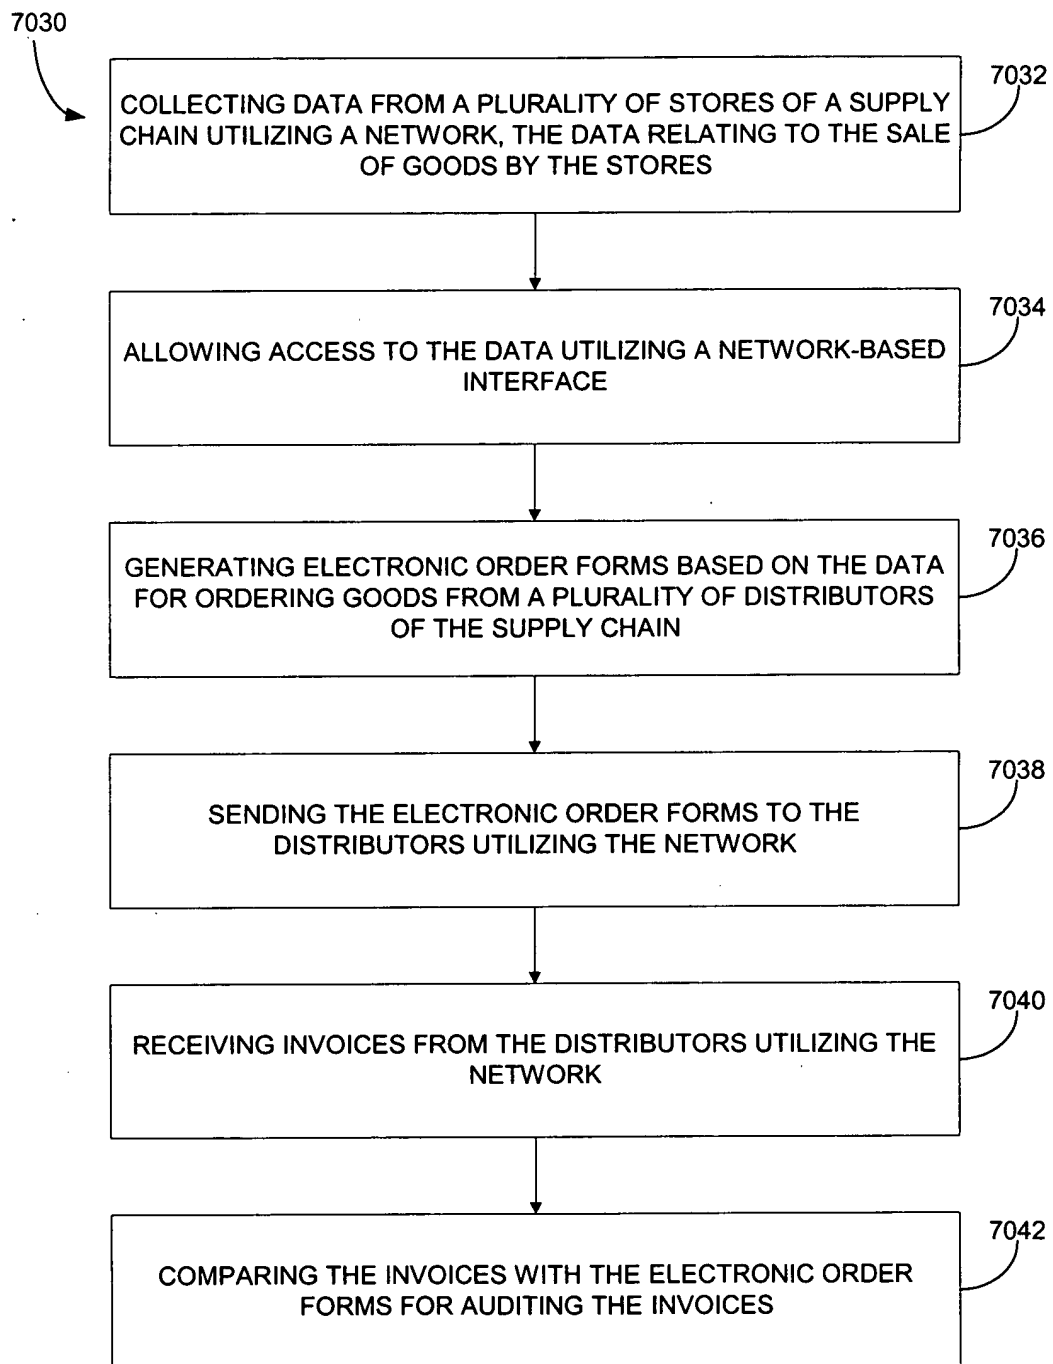 7030
7032
COLLECTING DATA FROM A PLURALITY OF STORES OF A SUPPLY
CHAIN UTILIZING A NETWORK, THE DATA RELATING TO THE SALE
OF GOODS BY THE STORES
7034
ALLOWING ACCESS TO THE DATA UTILIZING A NETWORK-BASED
INTERFACE
7036
GENERATING ELECTRONIC ORDER FORMS BASED ON THE DATA
FOR ORDERING GOODS FROM A PLURALITY OF DISTRIBUTORS
OF THE SUPPLY CHAIN
7038
SENDING THE ELECTRONIC ORDER FORMS TO THE
DISTRIBUTORS UTILIZING THE NETWORK
7040
RECEIVING INVOICES FROM THE DISTRIBUTORS UTILIZING THE
NETWORK
7042
COMPARING THE INVOICES WITH THE ELECTRONIC ORDER
FORMS FOR AUDITING THE INVOICES